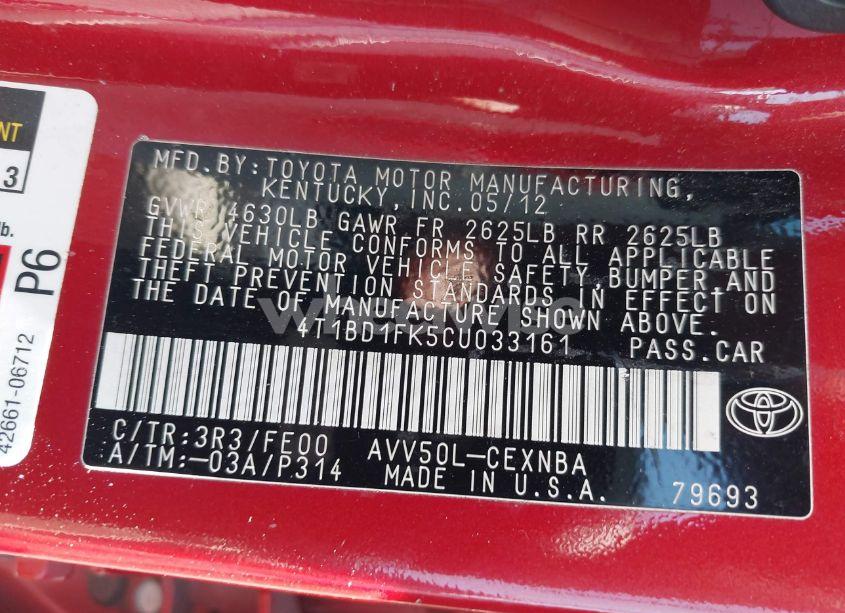 MFD.BY:TOYOTA MOTOR MANUFACTURING,
KENTUCKY,INC.05/12
GVWR 4630LB GAWR FR 2625LB RR 2625LB
THIS VEHICLE CONFORMS TO ALL APPLICABLE
FEDERAL MOTOR VEHICLE SAFETY,BUMPER,AND
THEFT PREVENTION STANDARDS IN EFFECT ON
THE DATE OF MANUFACTURE SHOWN ABOVE.
4T1BD1FK5CU033161 PASS.CAR
C/TR:3R3/FE00 AVV50L-CEXNBA
A/TM:-03A/P314 MADE IN U.S.A. 79693
3
lb.
P6
42661-06712